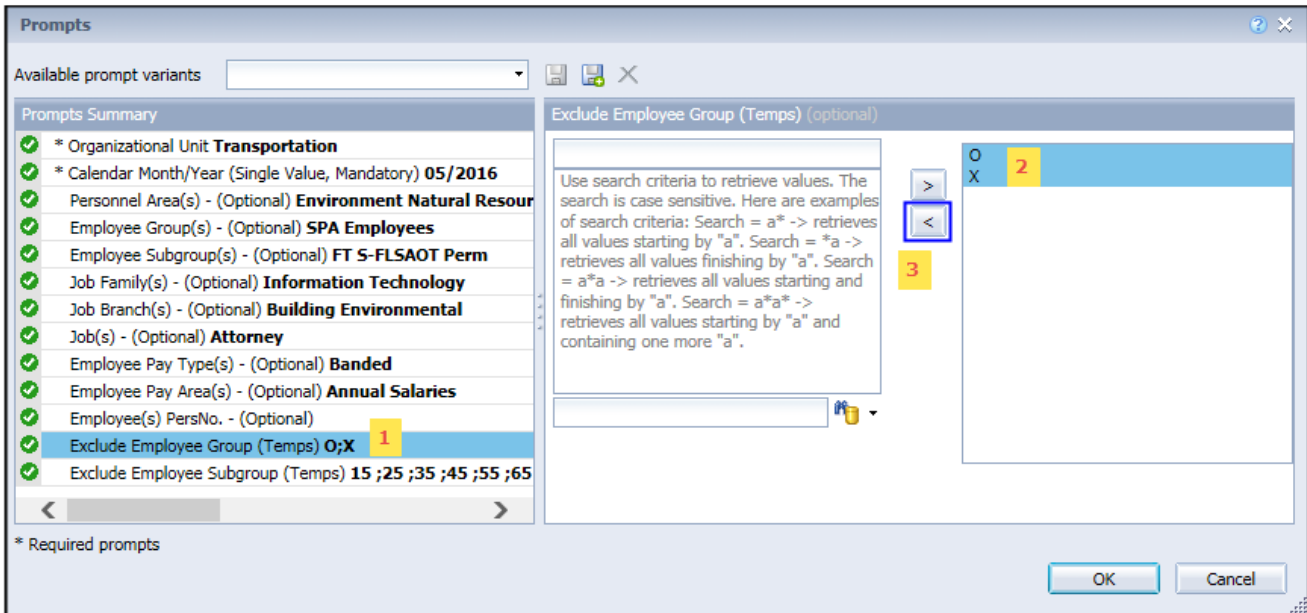 Prompts
Available prompt variants
Prompts Summary
* Organizational Unit Transportation
* Calendar Month/Year (Single Value, Mandatory) 05/2016
Personnel Area(s) - (Optional) Environment Natural Resour
Employee Group(s) - (Optional) SPA Employees
Employee Subgroup(s) - (Optional) FT S-FLSAOT Perm
Job Family(s) - (Optional) Information Technology
Job Branch(s) - (Optional) Building Environmental
Job(s) - (Optional) Attorney
Employee Pay Type(s) - (Optional) Banded
Employee Pay Area(s) - (Optional) Annual Salaries
Employee(s) PersNo. - (Optional)
Exclude Employee Group (Temps) O;X
1
Exclude Employee Subgroup (Temps) 15 ;25 ;35 ;45 ;55 ;65
Exclude Employee Group (Temps) (optional)
Use search criteria to retrieve values. The
search is case sensitive. Here are examples
of search criteria: Search = a* -> retrieves
all values starting by "a". Search = *a ->
retrieves all values finishing by "a". Search
= a*a -> retrieves all values starting and
finishing by "a". Search = a*a* ->
retrieves all values starting by "a" and
containing one more "a".
>
<
3
O
X
2
* Required prompts
OK
Cancel